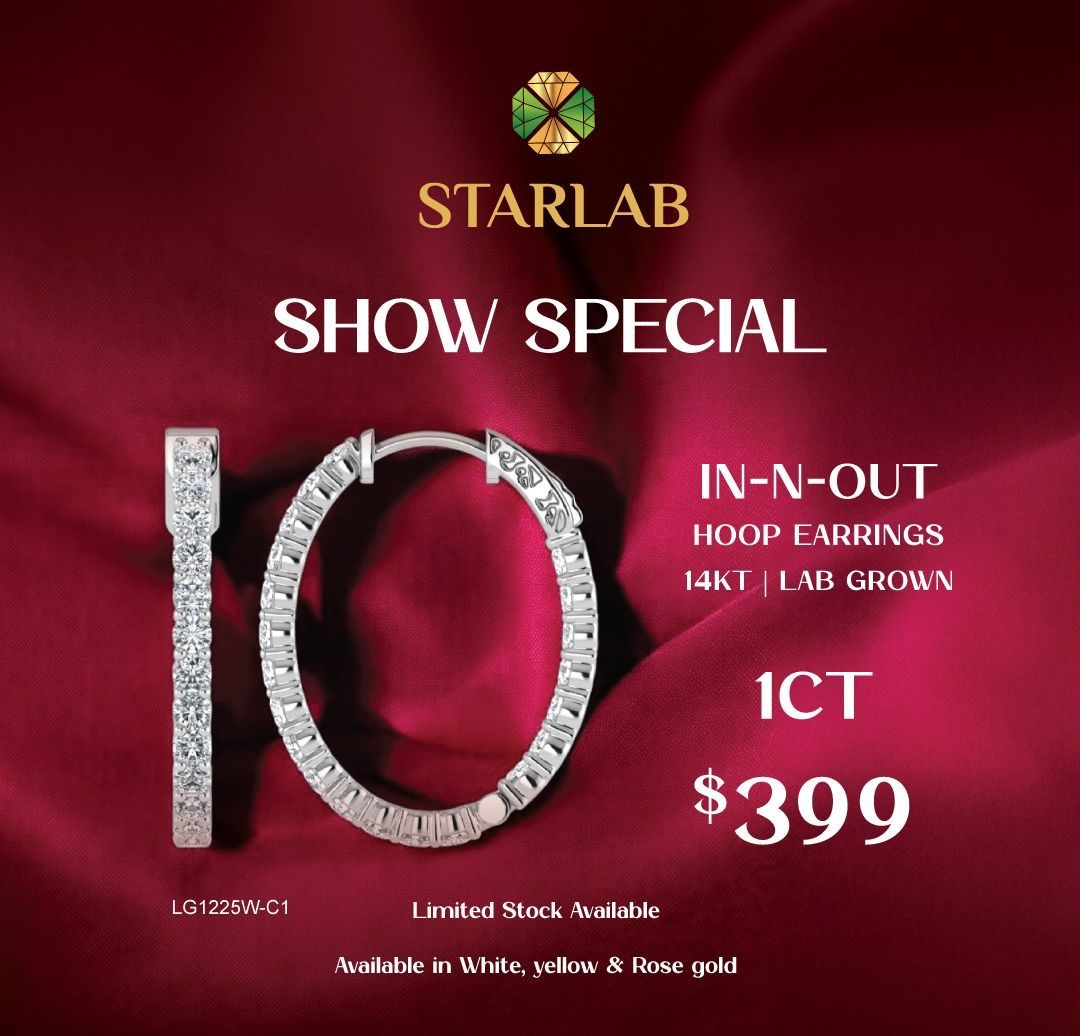 STARLAB
SHOW SPECIAL
IN-N-OUT
HOOP EARRINGS
14KT | LAB GROWN
1CT
$399
LG1225W-C1
Limited Stock Available
Available in White, yellow & Rose gold